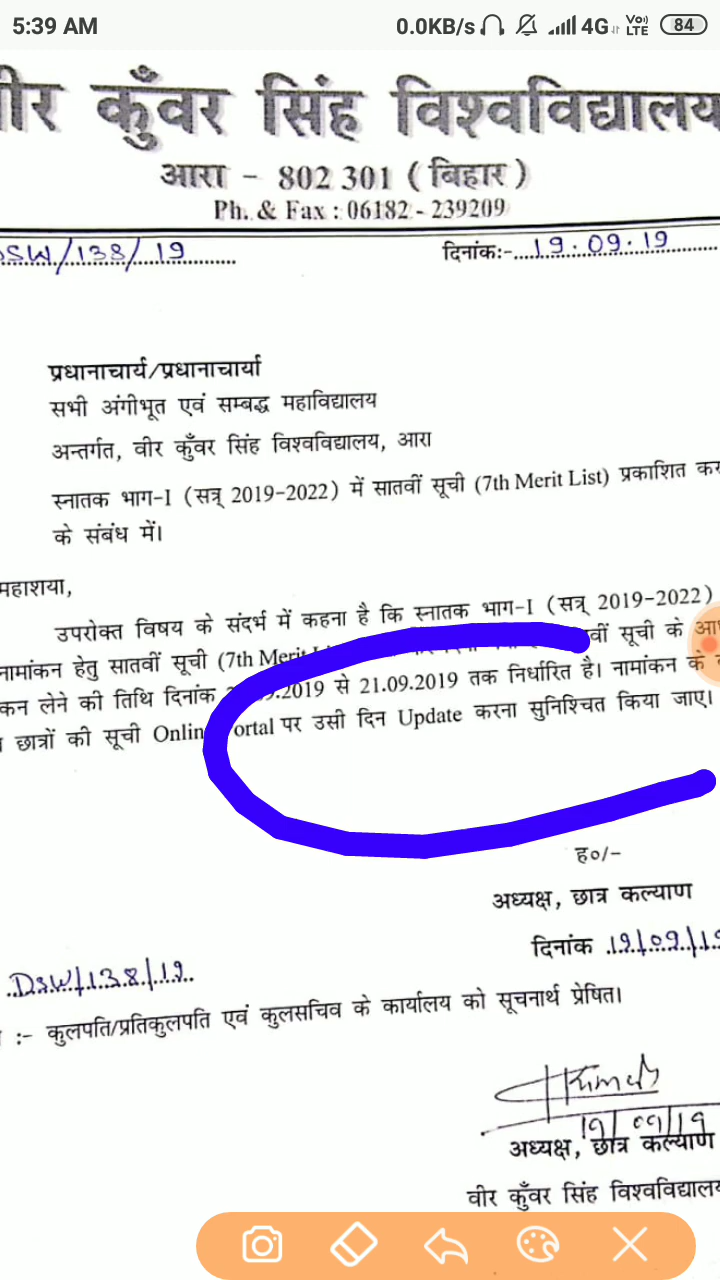 5:39 AM 0.0KB/s 4G Vo) LTE 84
वीर कुँवर सिंह विश्वविद्यालय
आरा - 802 301 ( बिहार )
Ph. & Fax : 06182 - 239209
DSW/138/19 दिनांकः- 19.09.19
प्रधानाचार्य/प्रधानाचार्या
सभी अंगीभूत एवं सम्बद्ध महाविद्यालय
अन्तर्गत, वीर कुँवर सिंह विश्वविद्यालय, आरा
स्नातक भाग-I (सत्र् 2019-2022) में सातवीं सूची (7th Merit List) प्रकाशित कर
के संबंध में।
महाशया,
उपरोक्त विषय के संदर्भ में कहना है कि स्नातक भाग-I (सत्र् 2019-2022)
नामांकन हेतु सातवीं सूची (7th Merit वीं सूची के
कन लेने की तिथि दिनांक .2019 से 21.09.2019 तक निर्धारित है। नामांकन के
छात्रों की सूची Onlin ortal पर उसी दिन Update करना सुनिश्चित किया जाए।
ह०/-
अध्यक्ष, छात्र कल्याण
दिनांक 19/09/19
DSW/138/19
:- कुलपति/प्रतिकुलपति एवं कुलसचिव के कार्यालय को सूचनार्थ प्रेषित।
19/09/19
अध्यक्ष, छात्र कल्याण
वीर कुँवर सिंह विश्वविद्यालय